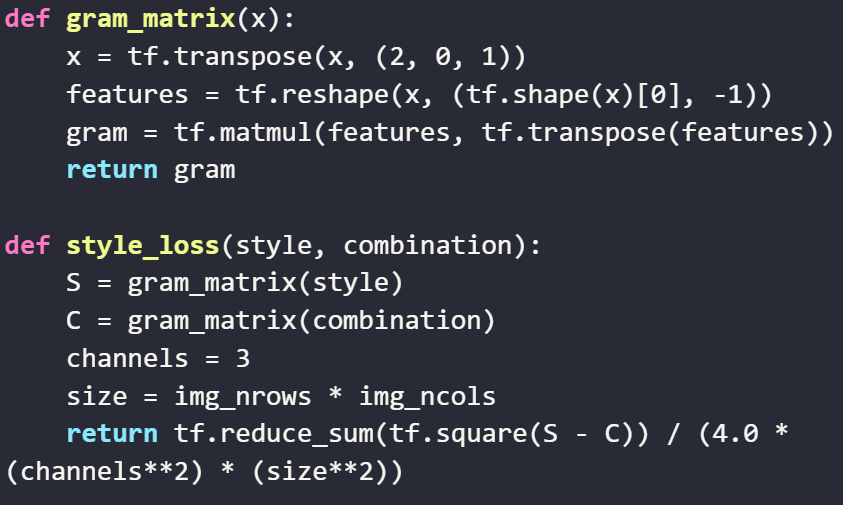 def gram_matrix(x):
    x = tf.transpose(x, (2, 0, 1))
    features = tf.reshape(x, (tf.shape(x)[0], -1))
    gram = tf.matmul(features, tf.transpose(features))
    return gram

def style_loss(style, combination):
    S = gram_matrix(style)
    C = gram_matrix(combination)
    channels = 3
    size = img_nrows * img_ncols
    return tf.reduce_sum(tf.square(S - C)) / (4.0 *
(channels**2) * (size**2))